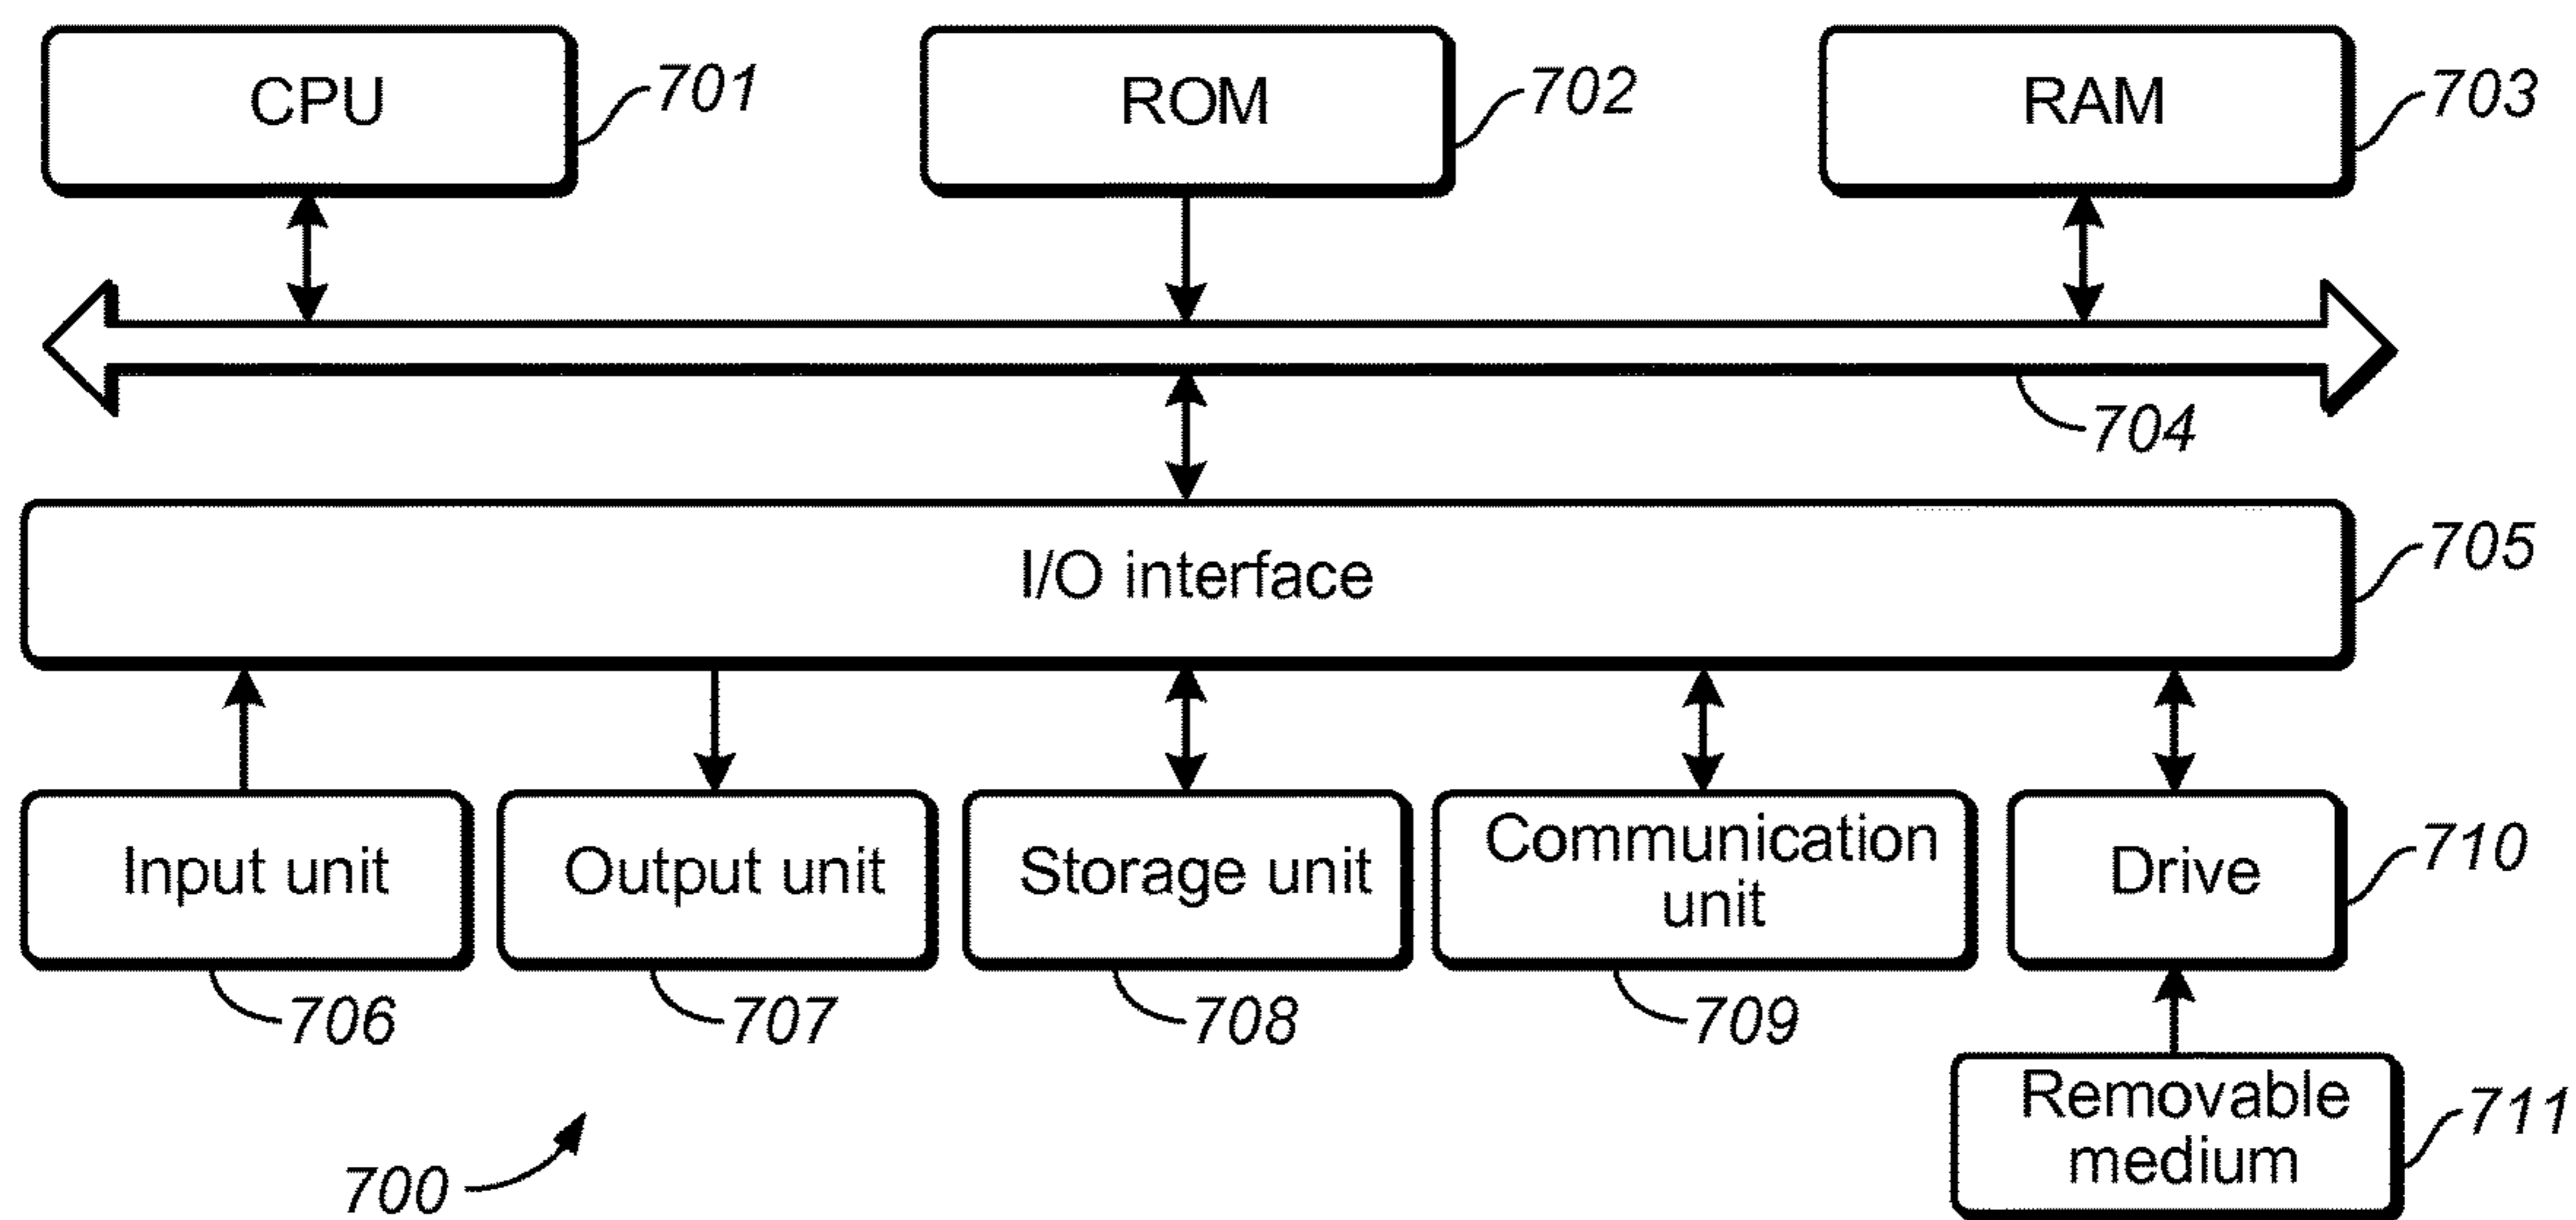 CPU
701
ROM
702
RAM
703
704
I/O interface
705
Input unit
706
Output unit
707
Storage unit
708
Communication
unit
709
Drive
710
Removable
medium
711
700